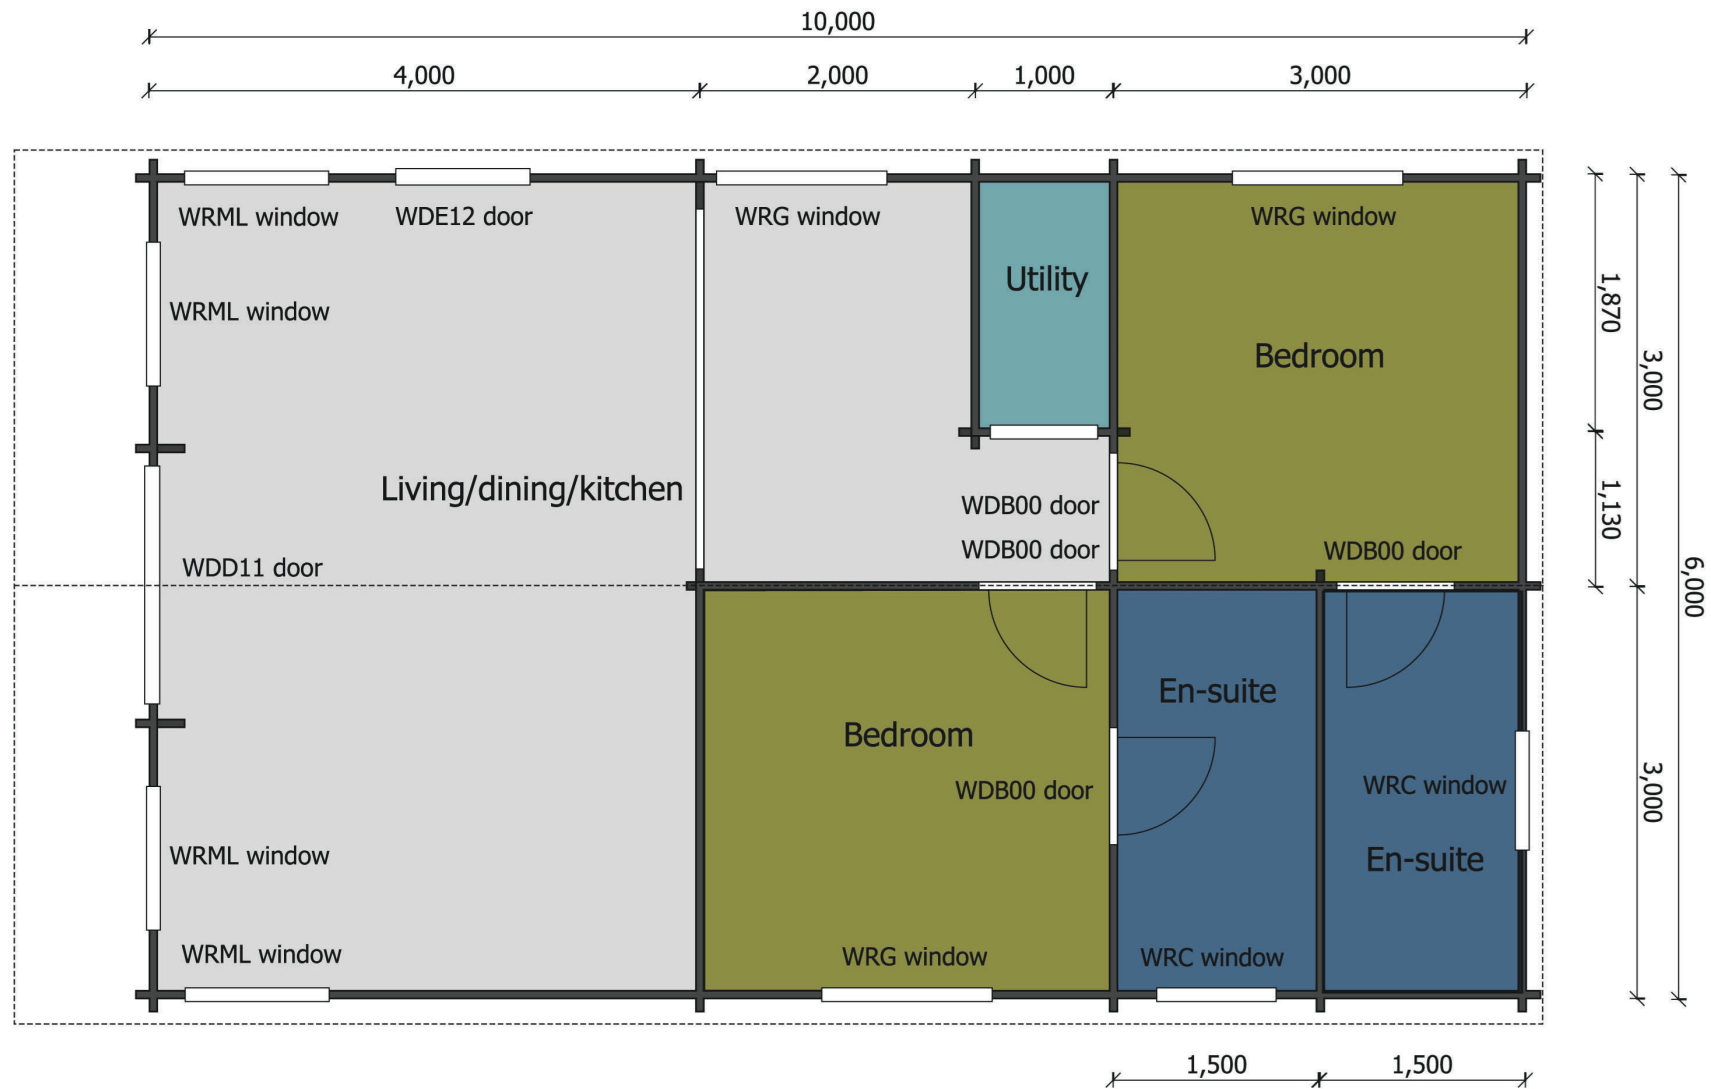 10,000
4,000
2,000
1,000
3,000
WRML window
WDE12 door
WRG window
WRG window
Utility
WRML window
Bedroom
1,870
3,000
Living/dining/kitchen
WDB00 door
1,130
WDB00 door
WDB00 door
WDD11 door
6,000
En-suite
Bedroom
WDB00 door
WRC window
3,000
WRML window
En-suite
WRML window
WRG window
WRC window
1,500
1,500